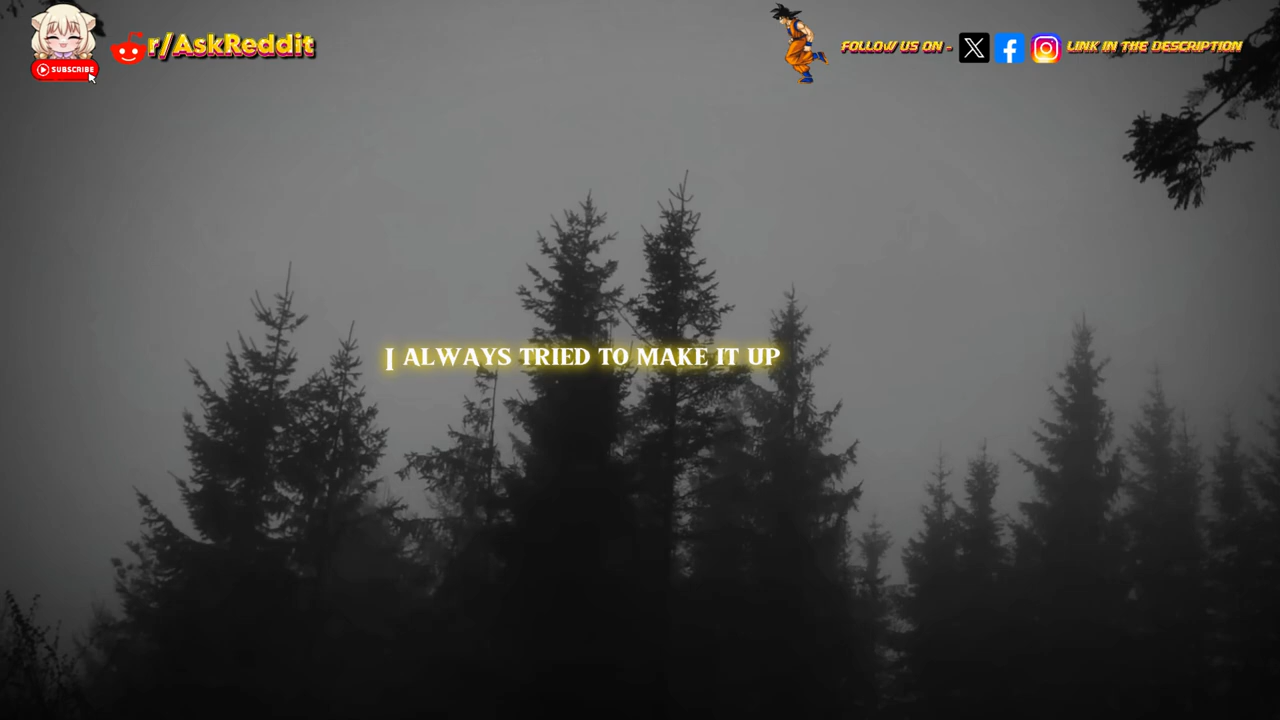 r/AskReddit
SUBSCRIBE
FOLLOW US ON -
LINK IN THE DESCRIPTION
I ALWAYS TRIED TO MAKE IT UP